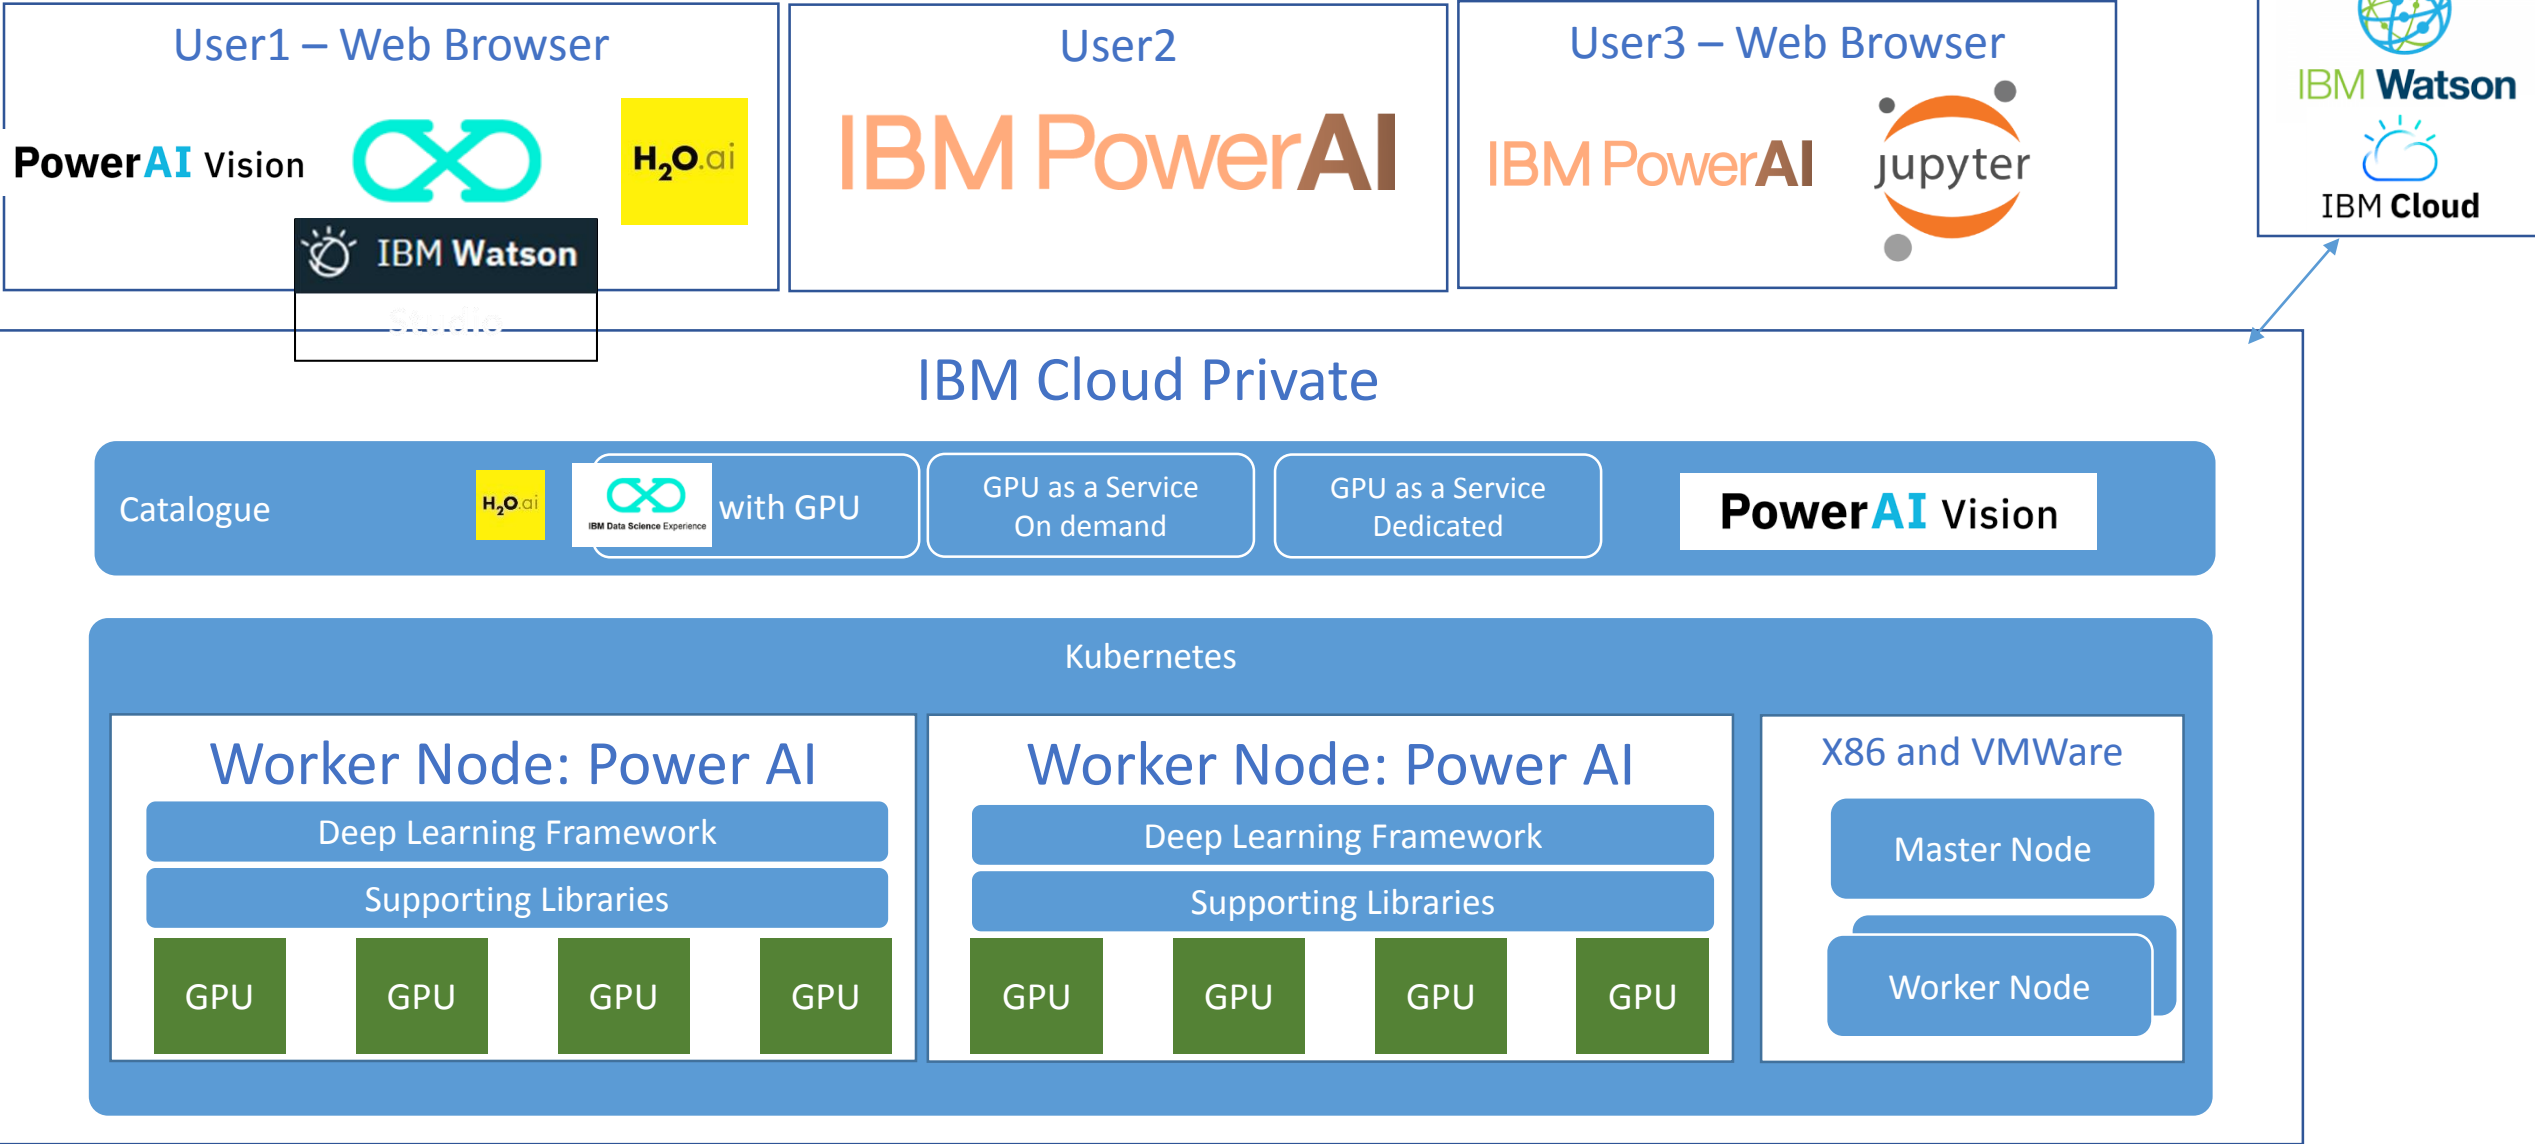 User1 – Web Browser
PowerAI Vision
H2O.ai
IBM Watson
Studio
User2
IBM PowerAI
User3 – Web Browser
IBM PowerAI
jupyter
IBM Watson
IBM Cloud
IBM Cloud Private
Catalogue
H2O.ai
IBM Data Science Experience
with GPU
GPU as a Service
On demand
GPU as a Service
Dedicated
PowerAI Vision
Kubernetes
Worker Node: Power AI
Deep Learning Framework
Supporting Libraries
GPU GPU GPU GPU
Worker Node: Power AI
Deep Learning Framework
Supporting Libraries
GPU GPU GPU GPU
X86 and VMWare
Master Node
Worker Node